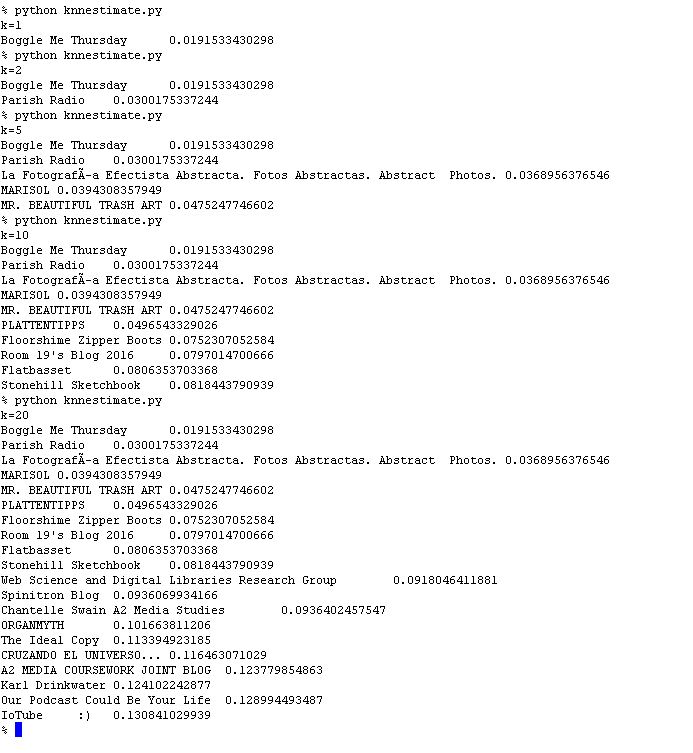 % python knnestimate.py
k=1
Boggle Me Thursday 0.0191533430298
% python knnestimate.py
k=2
Boggle Me Thursday 0.0191533430298
Parish Radio 0.0300175337244
% python knnestimate.py
k=5
Boggle Me Thursday 0.0191533430298
Parish Radio 0.0300175337244
La FotografÃ-a Efectista Abstracta. Fotos Abstractas. Abstract Photos. 0.0368956376546
MARISOL 0.0394308357949
MR. BEAUTIFUL TRASH ART 0.0475247746602
% python knnestimate.py
k=10
Boggle Me Thursday 0.0191533430298
Parish Radio 0.0300175337244
La FotografÃ-a Efectista Abstracta. Fotos Abstractas. Abstract Photos. 0.0368956376546
MARISOL 0.0394308357949
MR. BEAUTIFUL TRASH ART 0.0475247746602
PLATTENTIPPS 0.0496543329026
Floorshime Zipper Boots 0.0752307052584
Room 19's Blog 2016 0.0797014700666
Flatbasset 0.0806353703368
Stonehill Sketchbook 0.0818443790939
% python knnestimate.py
k=20
Boggle Me Thursday 0.0191533430298
Parish Radio 0.0300175337244
La FotografÃ-a Efectista Abstracta. Fotos Abstractas. Abstract Photos. 0.0368956376546
MARISOL 0.0394308357949
MR. BEAUTIFUL TRASH ART 0.0475247746602
PLATTENTIPPS 0.0496543329026
Floorshime Zipper Boots 0.0752307052584
Room 19's Blog 2016 0.0797014700666
Flatbasset 0.0806353703368
Stonehill Sketchbook 0.0818443790939
Web Science and Digital Libraries Research Group 0.0918046411881
Spinitron Blog 0.0936069934166
Chantelle Swain A2 Media Studies 0.0936402457547
ORGANMYTH 0.101663811206
The Ideal Copy 0.113394923185
CRUZANDO EL UNIVERSO... 0.116463071029
A2 MEDIA COURSEWORK JOINT BLOG 0.123779854863
Karl Drinkwater 0.124102242877
Our Podcast Could Be Your Life 0.128994493487
IoTube :) 0.130841029939
%